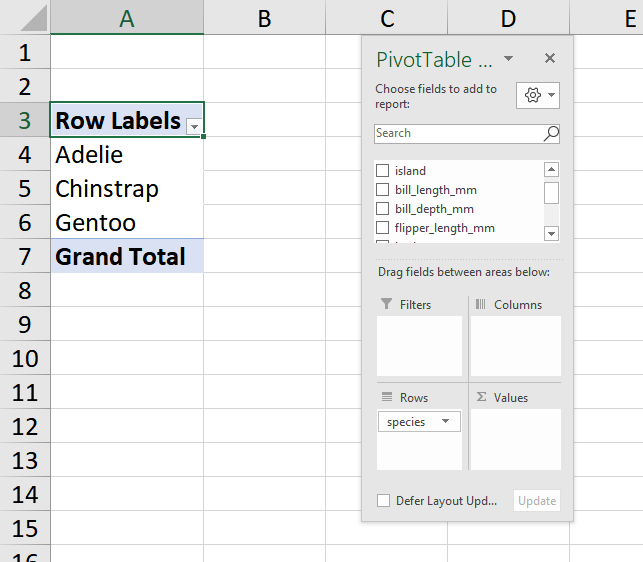 A B C D E
1
2
3 Row Labels
4 Adelie
5 Chinstrap
6 Gentoo
7 Grand Total
8
9
10
11
12
13
14
15
16
PivotTable ...
Choose fields to add to
report:
Search
island
bill_length_mm
bill_depth_mm
flipper_length_mm
Drag fields between areas below:
Filters
Columns
Rows
Σ Values
species
Defer Layout Upd...
Update